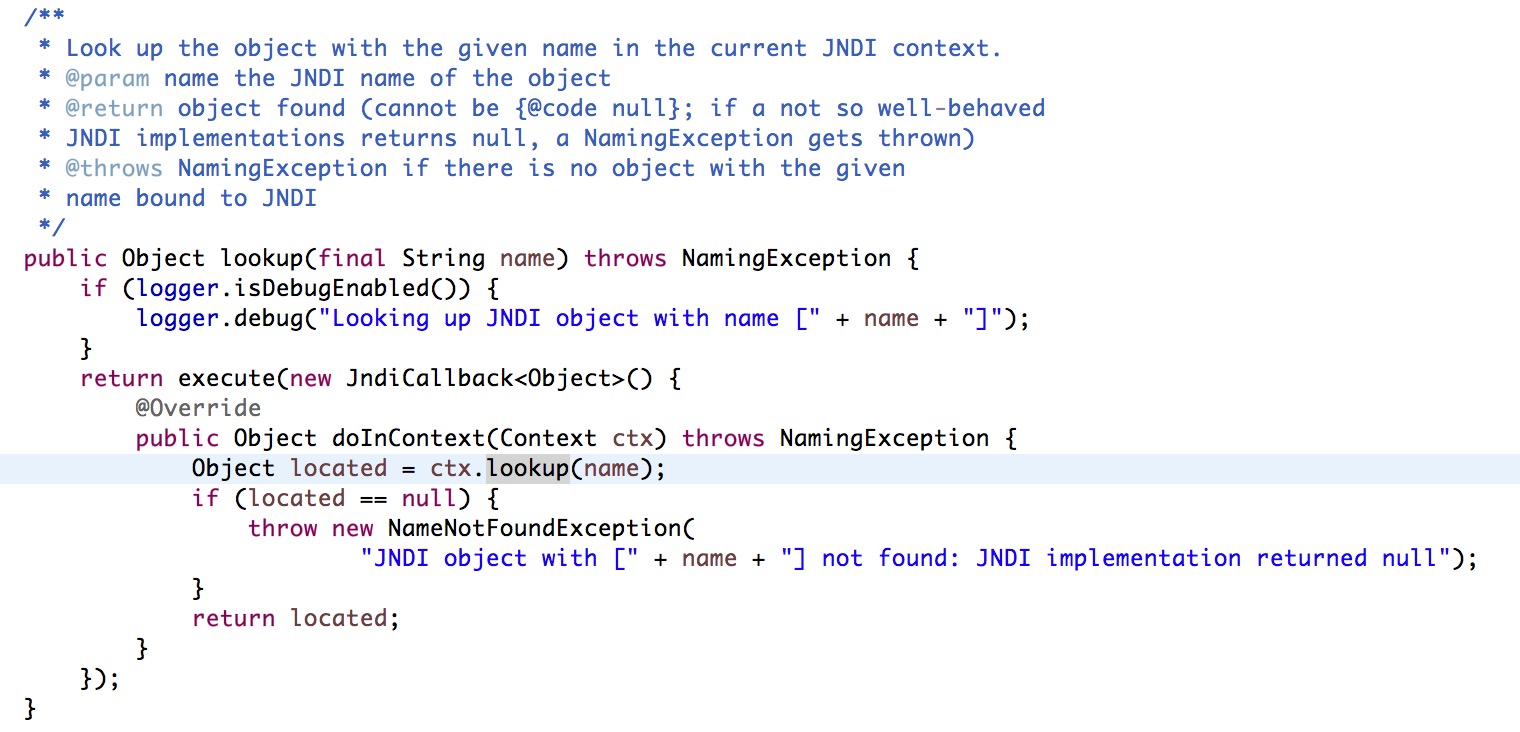 /**
 * Look up the object with the given name in the current JNDI context.
 * @param name the JNDI name of the object
 * @return object found (cannot be {@code null}; if a not so well-behaved
 * JNDI implementations returns null, a NamingException gets thrown)
 * @throws NamingException if there is no object with the given
 * name bound to JNDI
 */
public Object lookup(final String name) throws NamingException {
    if (logger.isDebugEnabled()) {
        logger.debug("Looking up JNDI object with name [" + name + "]");
    }
    return execute(new JndiCallback<Object>() {
        @Override
        public Object doInContext(Context ctx) throws NamingException {
            Object located = ctx.lookup(name);
            if (located == null) {
                throw new NameNotFoundException(
                        "JNDI object with [" + name + "] not found: JNDI implementation returned null");
            }
            return located;
        }
    });
}